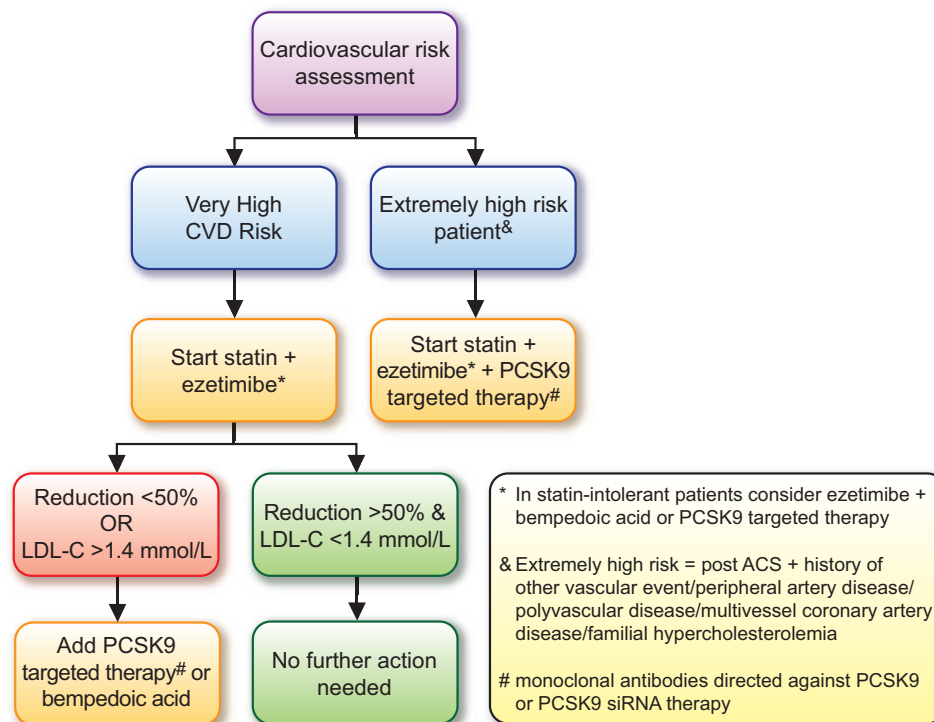 Cardiovascular risk
assessment
Very High
CVD Risk
Extremely high risk
patient&
Start statin +
ezetimibe*
Start statin +
ezetimibe* + PCSK9
targeted therapy#
Reduction <50%
OR
LDL-C >1.4 mmol/L
Reduction >50% &
LDL-C <1.4 mmol/L
Add PCSK9
targeted therapy# or
bempedoic acid
No further action
needed
* In statin-intolerant patients consider ezetimibe +
bempedoic acid or PCSK9 targeted therapy
& Extremely high risk = post ACS + history of
other vascular event/peripheral artery disease/
polyvascular disease/multivessel coronary artery
disease/familial hypercholesterolemia
# monoclonal antibodies directed against PCSK9
or PCSK9 siRNA therapy